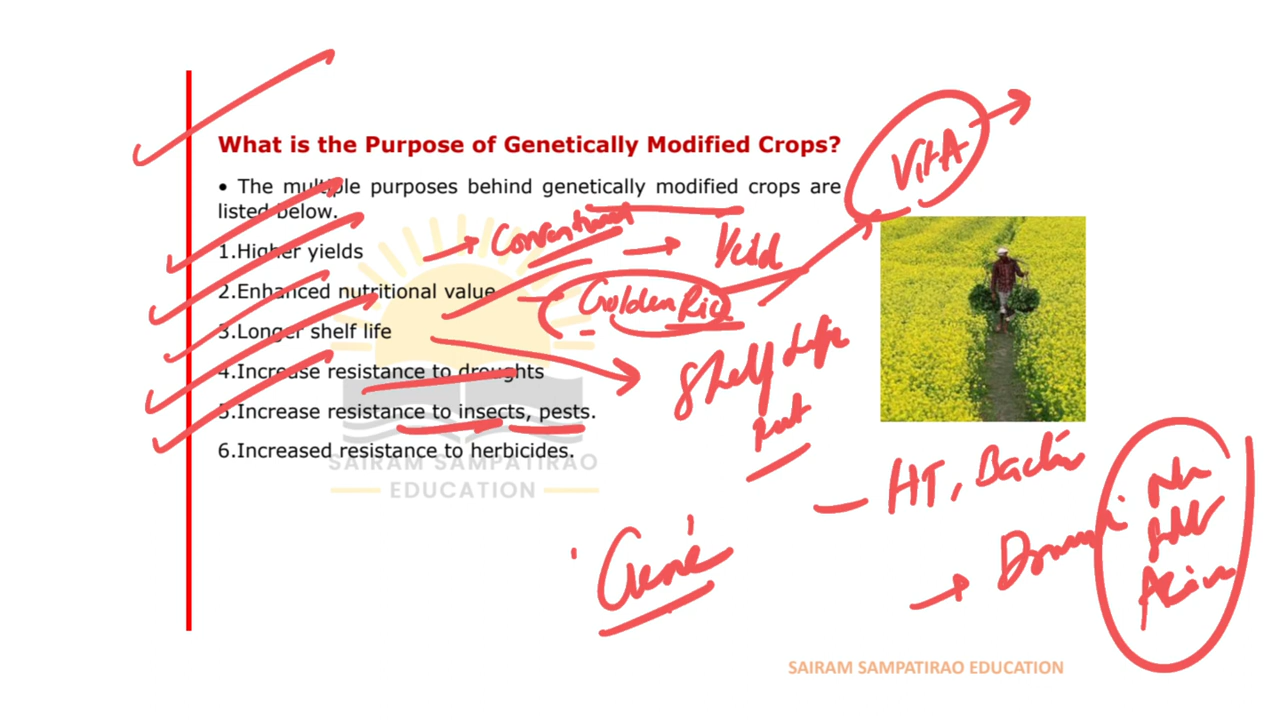 What is the Purpose of Genetically Modified Crops?
• The multiple purposes behind genetically modified crops are
listed below.
1.Higher yields
2.Enhanced nutritional value
3.Longer shelf life
4.Increase resistance to droughts
5.Increase resistance to insects, pests.
6.Increased resistance to herbicides.
Vit A
Golden Rice
Shelf Life
HT,
Gene
SAIRAM SAMPATIRAO
EDUCATION
SAIRAM SAMPATIRAO EDUCATION